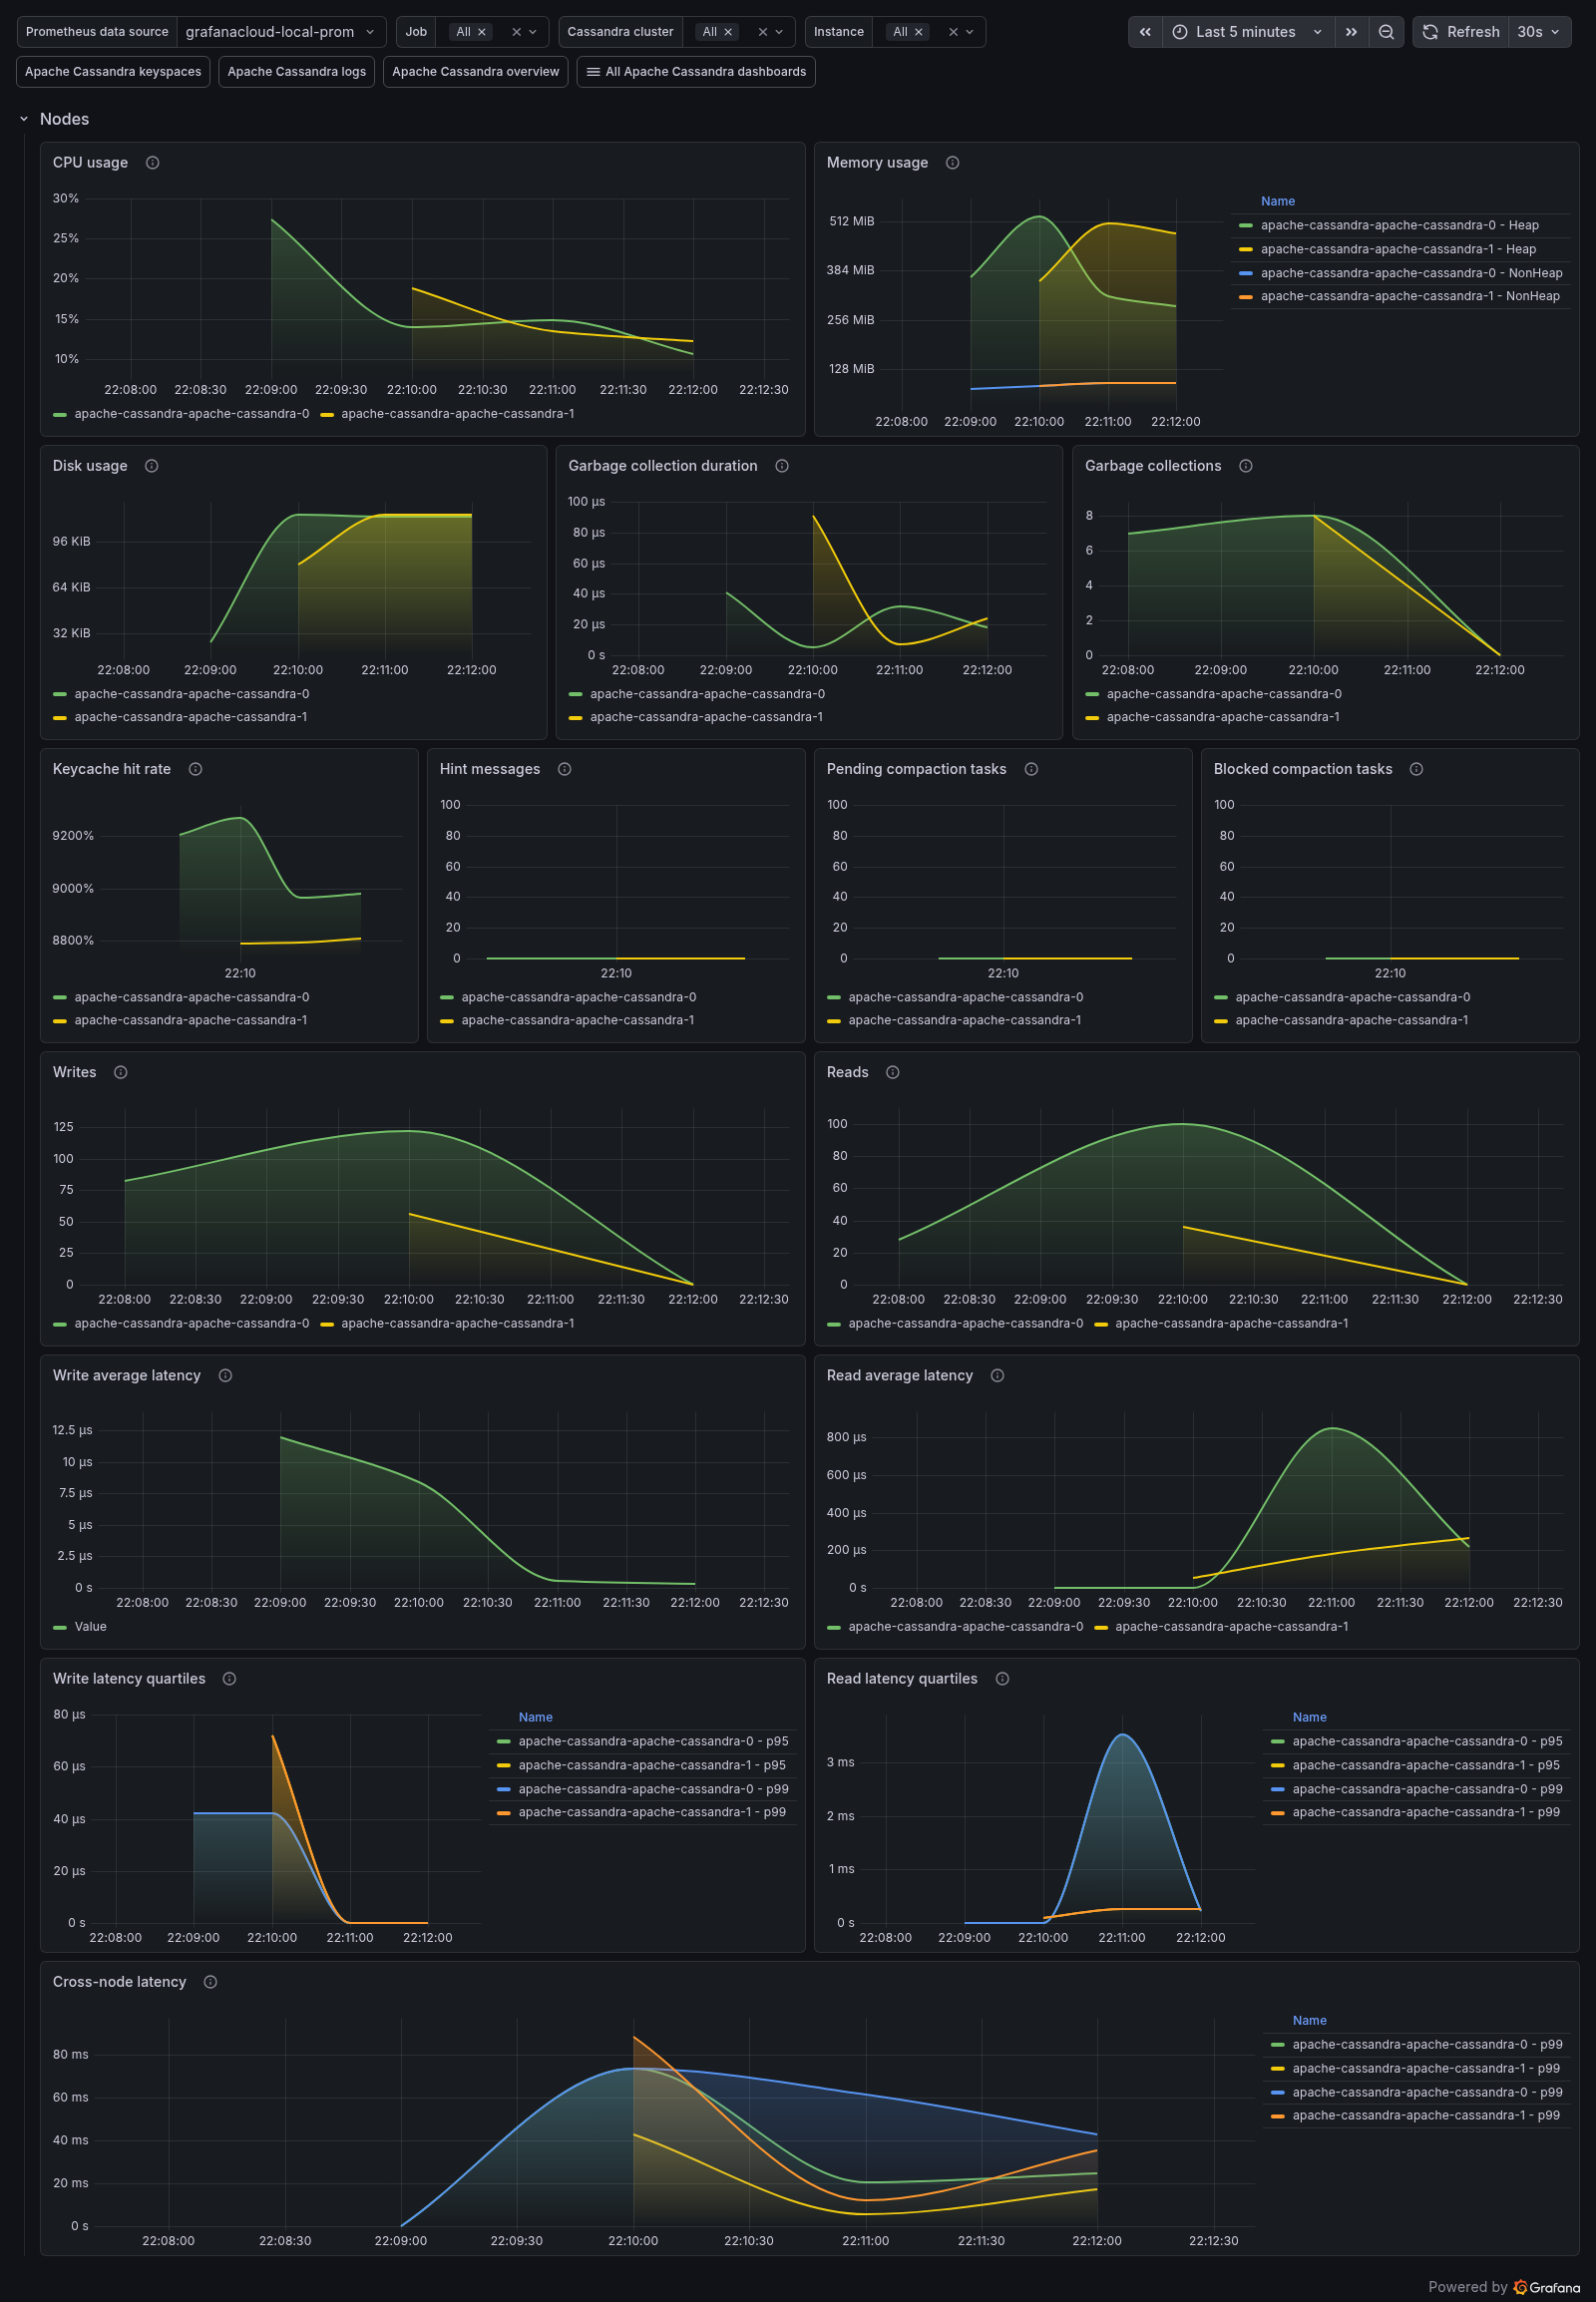 Prometheus data source grafanacloud-local-prom Job All Cassandra cluster All Instance All Last 5 minutes Refresh 30s
Apache Cassandra keyspaces Apache Cassandra logs Apache Cassandra overview All Apache Cassandra dashboards
Nodes
CPU usage
30%
25%
20%
15%
10%
22:08:00 22:08:30 22:09:00 22:09:30 22:10:00 22:10:30 22:11:00 22:11:30 22:12:00 22:12:30
apache-cassandra-apache-cassandra-0 apache-cassandra-apache-cassandra-1
Memory usage
512 MiB
384 MiB
256 MiB
128 MiB
22:08:00 22:09:00 22:10:00 22:11:00 22:12:00
Name
apache-cassandra-apache-cassandra-0 - Heap
apache-cassandra-apache-cassandra-1 - Heap
apache-cassandra-apache-cassandra-0 - NonHeap
apache-cassandra-apache-cassandra-1 - NonHeap
Disk usage
96 KiB
64 KiB
32 KiB
22:08:00 22:09:00 22:10:00 22:11:00 22:12:00
apache-cassandra-apache-cassandra-0
apache-cassandra-apache-cassandra-1
Garbage collection duration
100 µs
80 µs
60 µs
40 µs
20 µs
0 s
22:08:00 22:09:00 22:10:00 22:11:00 22:12:00
apache-cassandra-apache-cassandra-0
apache-cassandra-apache-cassandra-1
Garbage collections
8
6
4
2
0
22:08:00 22:09:00 22:10:00 22:11:00 22:12:00
apache-cassandra-apache-cassandra-0
apache-cassandra-apache-cassandra-1
Keycache hit rate
9200%
9000%
8800%
22:10
apache-cassandra-apache-cassandra-0
apache-cassandra-apache-cassandra-1
Hint messages
100
80
60
40
20
0
22:10
apache-cassandra-apache-cassandra-0
apache-cassandra-apache-cassandra-1
Pending compaction tasks
100
80
60
40
20
0
22:10
apache-cassandra-apache-cassandra-0
apache-cassandra-apache-cassandra-1
Blocked compaction tasks
100
80
60
40
20
0
22:10
apache-cassandra-apache-cassandra-0
apache-cassandra-apache-cassandra-1
Writes
125
100
75
50
25
0
22:08:00 22:08:30 22:09:00 22:09:30 22:10:00 22:10:30 22:11:00 22:11:30 22:12:00 22:12:30
apache-cassandra-apache-cassandra-0 apache-cassandra-apache-cassandra-1
Reads
100
80
60
40
20
0
22:08:00 22:08:30 22:09:00 22:09:30 22:10:00 22:10:30 22:11:00 22:11:30 22:12:00 22:12:30
apache-cassandra-apache-cassandra-0 apache-cassandra-apache-cassandra-1
Write average latency
12.5 µs
10 µs
7.5 µs
5 µs
2.5 µs
0 s
22:08:00 22:08:30 22:09:00 22:09:30 22:10:00 22:10:30 22:11:00 22:11:30 22:12:00 22:12:30
Value
Read average latency
800 µs
600 µs
400 µs
200 µs
0 s
22:08:00 22:08:30 22:09:00 22:09:30 22:10:00 22:10:30 22:11:00 22:11:30 22:12:00 22:12:30
apache-cassandra-apache-cassandra-0 apache-cassandra-apache-cassandra-1
Write latency quartiles
80 µs
60 µs
40 µs
20 µs
0 s
22:08:00 22:09:00 22:10:00 22:11:00 22:12:00
Name
apache-cassandra-apache-cassandra-0 - p95
apache-cassandra-apache-cassandra-1 - p95
apache-cassandra-apache-cassandra-0 - p99
apache-cassandra-apache-cassandra-1 - p99
Read latency quartiles
3 ms
2 ms
1 ms
0 s
22:08:00 22:09:00 22:10:00 22:11:00 22:12:00
Name
apache-cassandra-apache-cassandra-0 - p95
apache-cassandra-apache-cassandra-1 - p95
apache-cassandra-apache-cassandra-0 - p99
apache-cassandra-apache-cassandra-1 - p99
Cross-node latency
80 ms
60 ms
40 ms
20 ms
0 s
22:08:00 22:08:30 22:09:00 22:09:30 22:10:00 22:10:30 22:11:00 22:11:30 22:12:00 22:12:30
Name
apache-cassandra-apache-cassandra-0 - p99
apache-cassandra-apache-cassandra-1 - p99
apache-cassandra-apache-cassandra-0 - p99
apache-cassandra-apache-cassandra-1 - p99
Powered by Grafana